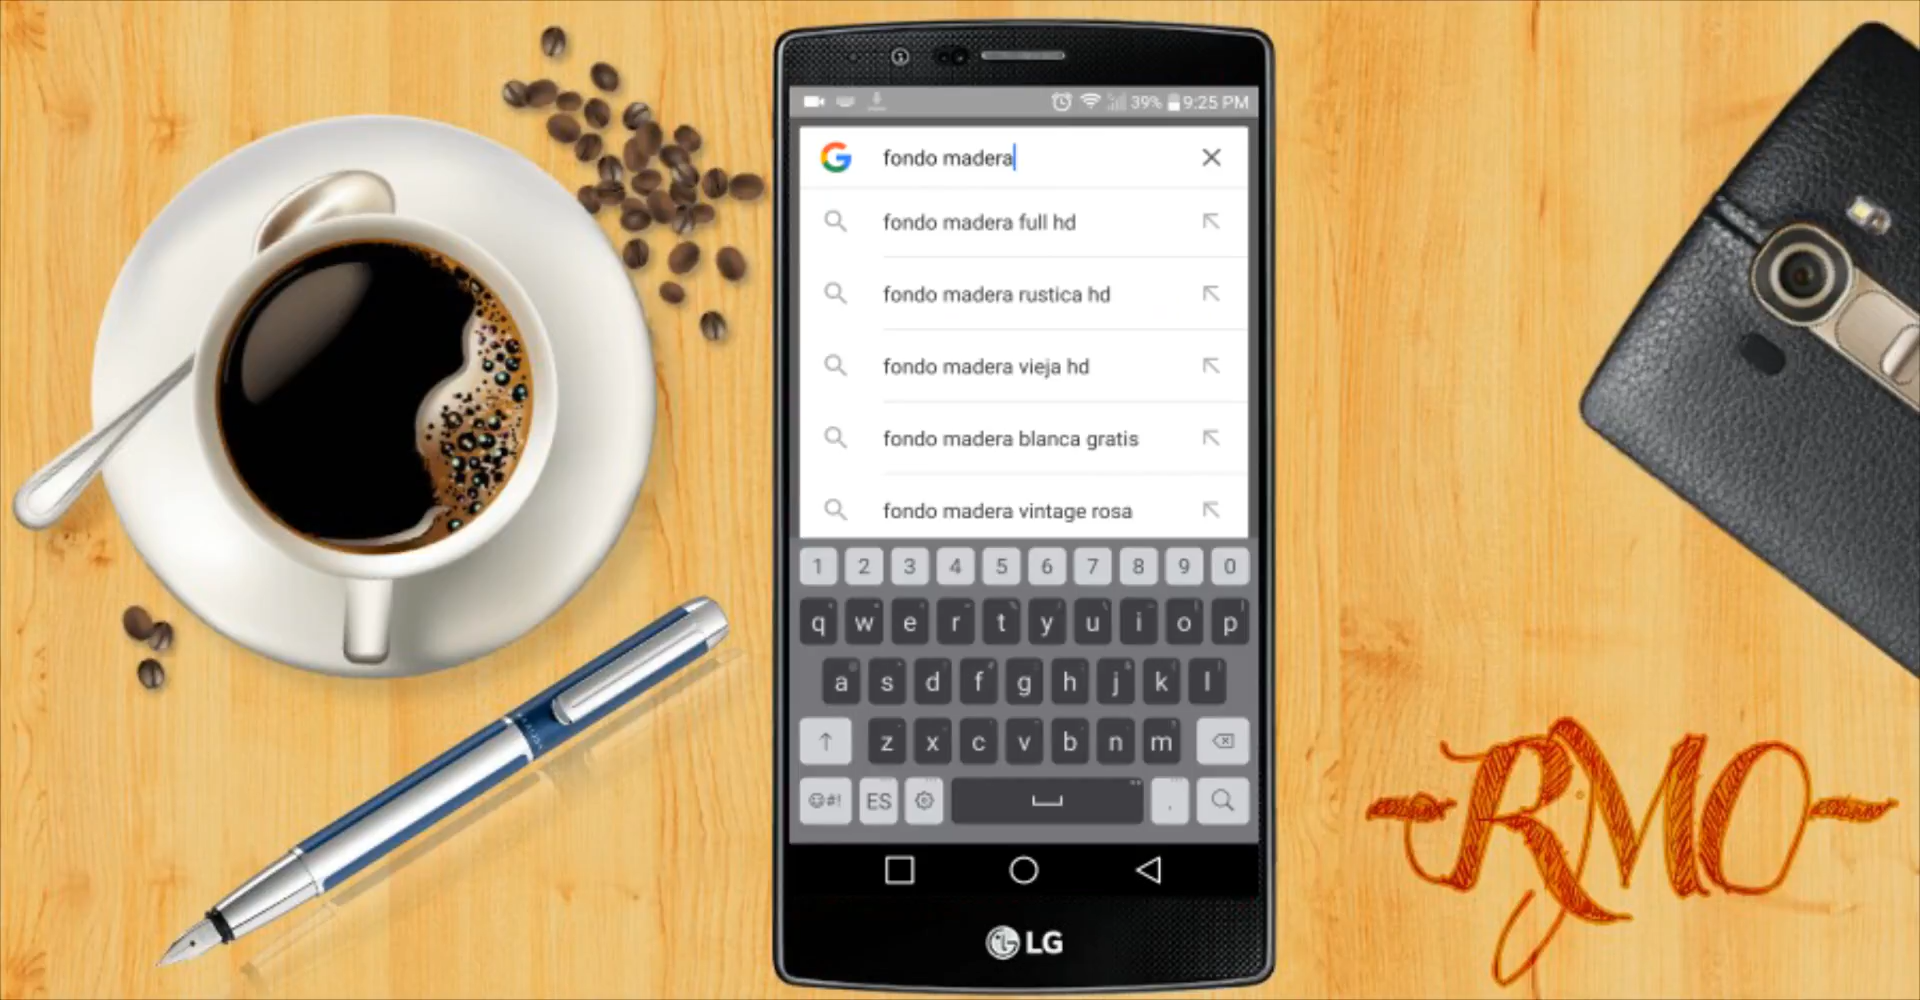 39% 9:25 PM
fondo madera
fondo madera full hd
fondo madera rustica hd
fondo madera vieja hd
fondo madera blanca gratis
fondo madera vintage rosa
1 2 3 4 5 6 7 8 9 0
q w e r t y u i o p
a s d f g h j k l
z x c v b n m
#! ES .
LG
RMO